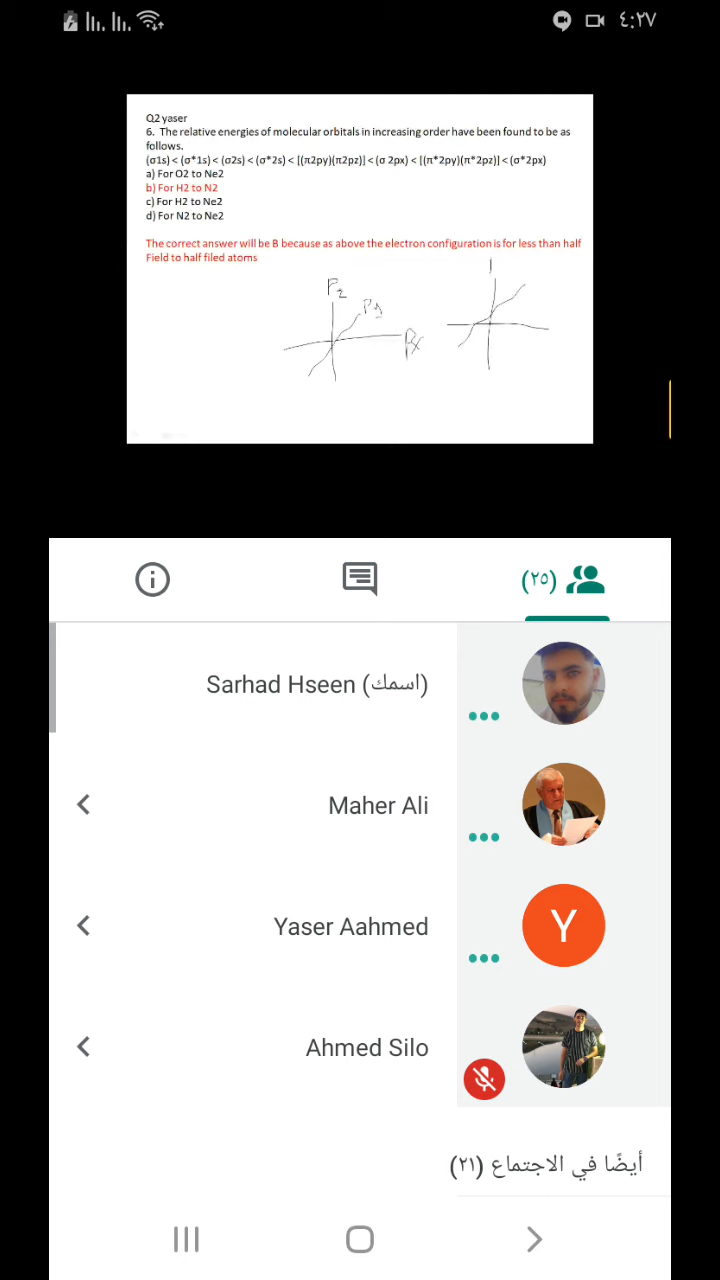 ٤:٢٧
Q2 yaser
6. The relative energies of molecular orbitals in increasing order have been found to be as
follows.
(σ1s) < (σ*1s) < (σ2s) < (σ*2s) < [(π2py)(π2pz)] < (σ 2px) < [(π*2py)(π*2pz)] < (σ*2px)
a) For O2 to Ne2
b) For H2 to N2
c) For H2 to Ne2
d) For N2 to Ne2
The correct answer will be B because as above the electron configuration is for less than half
Field to half filed atoms
Pz
Py
Px
(٢٥)
Sarhad Hseen (اسمك)
Maher Ali
Yaser Aahmed
Y
Ahmed Silo
أيضًا في الاجتماع (٢١)